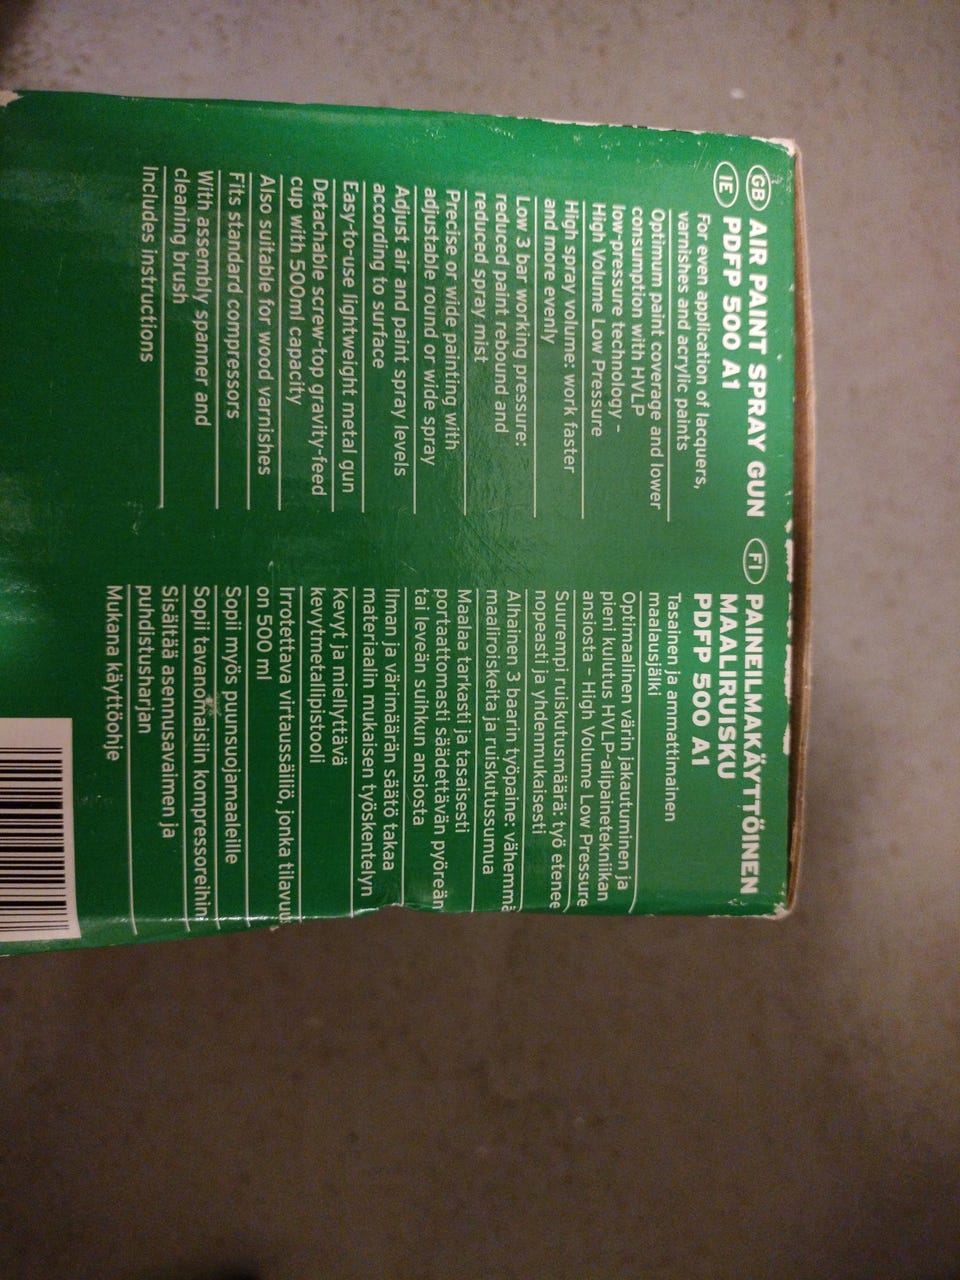 GB
IE
AIR PAINT SPRAY GUN
PDFP 500 A1
For even application of lacquers,
varnishes and acrylic paints
Optimum paint coverage and lower
consumption with HVLP
low-pressure technology –
High Volume Low Pressure
High spray volume: work faster
and more evenly
Low 3 bar working pressure:
reduced paint rebound and
reduced spray mist
Precise or wide painting with
adjustable round or wide spray
Adjust air and paint spray levels
according to surface
Easy-to-use lightweight metal gun
Detachable screw-top gravity-feed
cup with 500ml capacity
Also suitable for wood varnishes
Fits standard compressors
With assembly spanner and
cleaning brush
Includes instructions
FI
PAINEILMAKÄYTTÖINEN
MAALIRUISKU
PDFP 500 A1
Tasainen ja ammattimainen
maalausjälki
Optimaalinen värin jakautuminen ja
pieni kulutus HVLP-alipainetekniikan
ansiosta – High Volume Low Pressure
Suurempi ruiskutusmäärä: työ etenee
nopeasti ja yhdenmukaisesti
Alhainen 3 baarin työpaine: vähemmä
maaliroiskeita ja ruiskutussumua
Maalaa tarkasti ja tasaisesti
portaattomasti säädettävän pyöreän
tai leveän suihkun ansiosta
Ilman ja värimäärän säätö takaa
materiaalin mukaisen työskentelyn
Kevyt ja miellyttävä
kevytmetallipistooli
Irrotettava virtaussäiliö, jonka tilavuus
on 500 ml
Sopii myös puunsuojamaaleille
Sopii tavanomaisiin kompressoreihin
Sisältää asennusavaimen ja
puhdistusharjan
Mukana käyttöohje